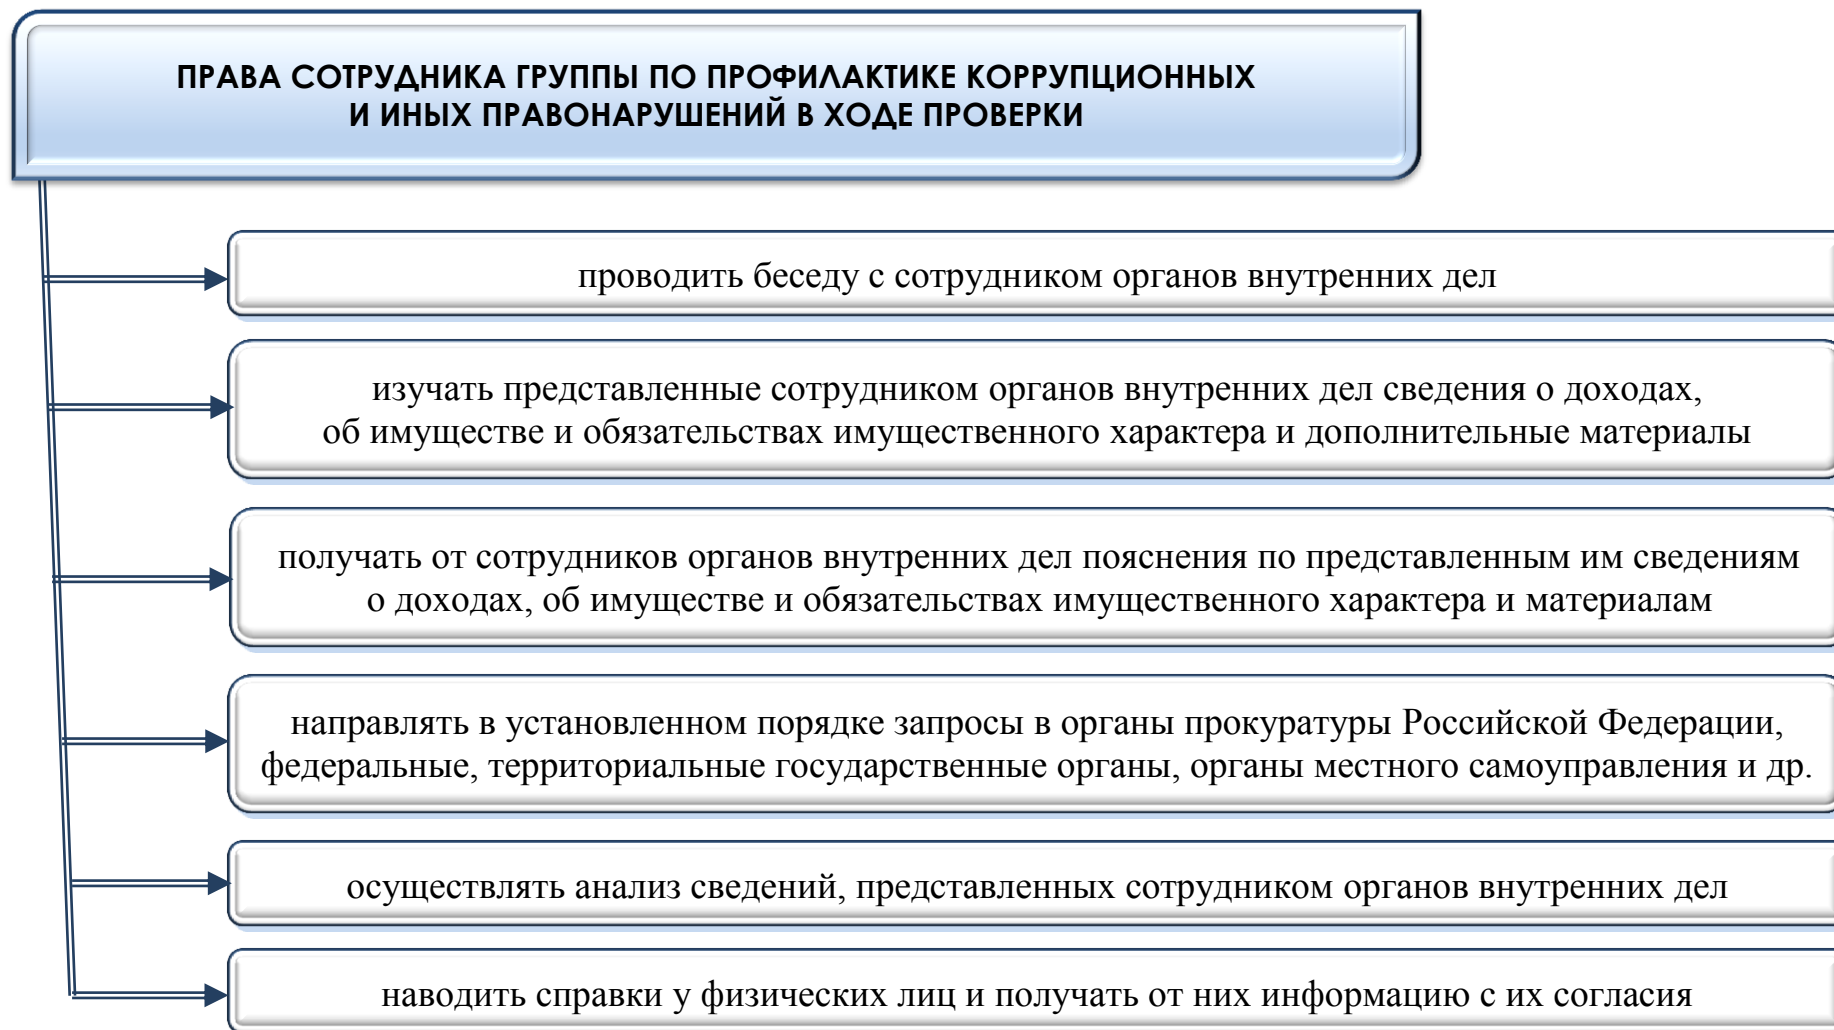 ПРАВА СОТРУДНИКА ГРУППЫ ПО ПРОФИЛАКТИКЕ КОРРУПЦИОННЫХ
И ИНЫХ ПРАВОНАРУШЕНИЙ В ХОДЕ ПРОВЕРКИ
проводить беседу с сотрудником органов внутренних дел
изучать представленные сотрудником органов внутренних дел сведения о доходах,
об имуществе и обязательствах имущественного характера и дополнительные материалы
получать от сотрудников органов внутренних дел пояснения по представленным им сведениям
о доходах, об имуществе и обязательствах имущественного характера и материалам
направлять в установленном порядке запросы в органы прокуратуры Российской Федерации,
федеральные, территориальные государственные органы, органы местного самоуправления и др.
осуществлять анализ сведений, представленных сотрудником органов внутренних дел
наводить справки у физических лиц и получать от них информацию с их согласия